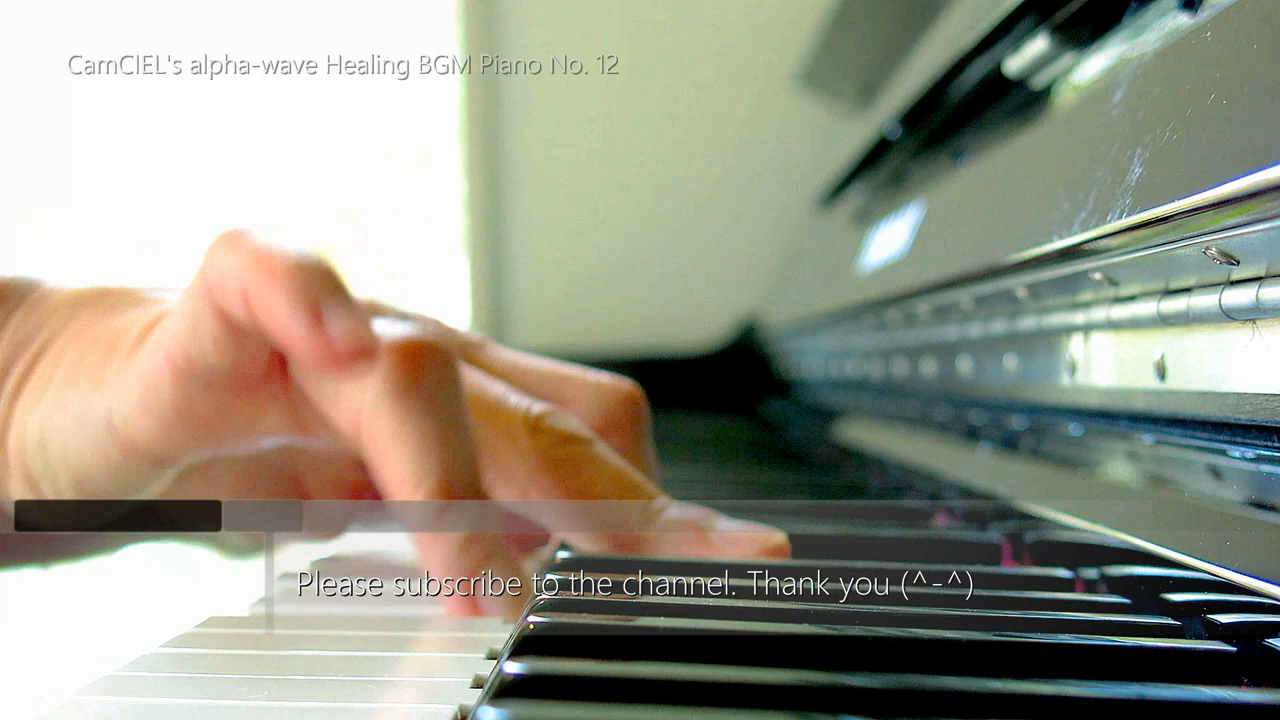 CamCIEL's alpha-wave Healing BGM Piano No. 12
Please subscribe to the channel. Thank you (^-^)